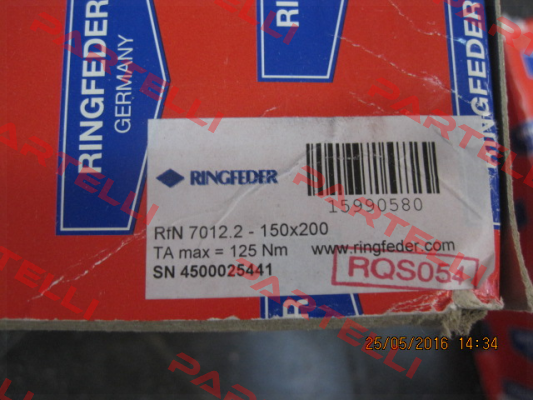 RINGFEDER
GERMANY
RINGFEDER
RINGFEDER
15990580
RfN 7012.2 - 150x200
TA max = 125 Nm www.ringfeder.com
SN 4500025441
RQS054
25/05/2016 14:34
PARTELLI